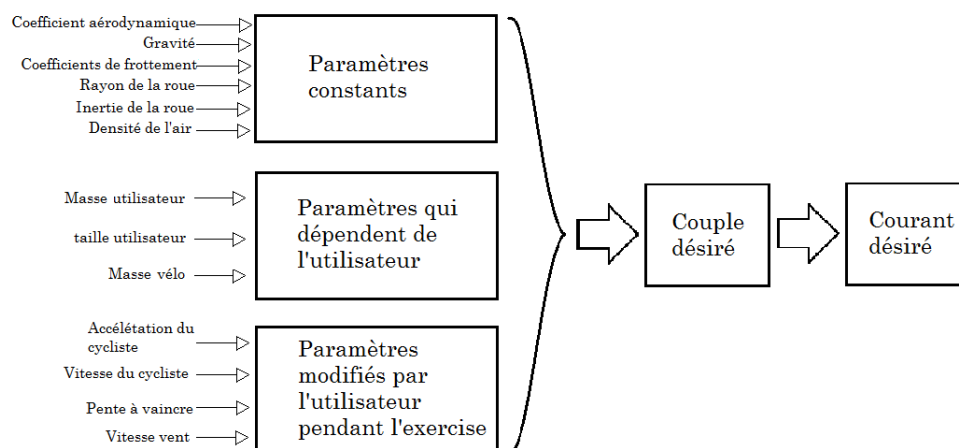 Coefficient aérodynamique
Gravité
Coefficients de frottement
Rayon de la roue
Inertie de la roue
Densité de l'air
Paramètres
constants
Masse utilisateur
taille utilisateur
Masse vélo
Paramètres qui
dépendent de
l'utilisateur
Accélétation du
cycliste
Vitesse du cycliste
Pente à vaincre
Vitesse vent
Paramètres
modifiés par
l'utilisateur
pendant l'exercise
Couple
désiré
Courant
désiré